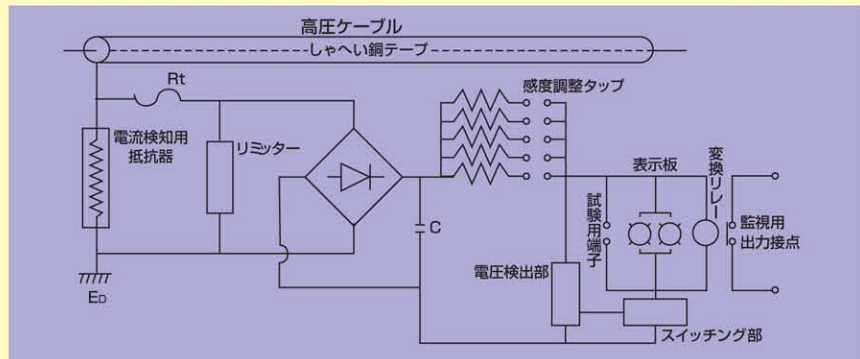 高圧ケーブル
しゃへい銅テープ
Rt
感度調整タップ
電流検知用
抵抗器
リミッター
表示板
変換リレー
試験用端子
監視用
出力接点
C
電圧検出部
ED
スイッチング部